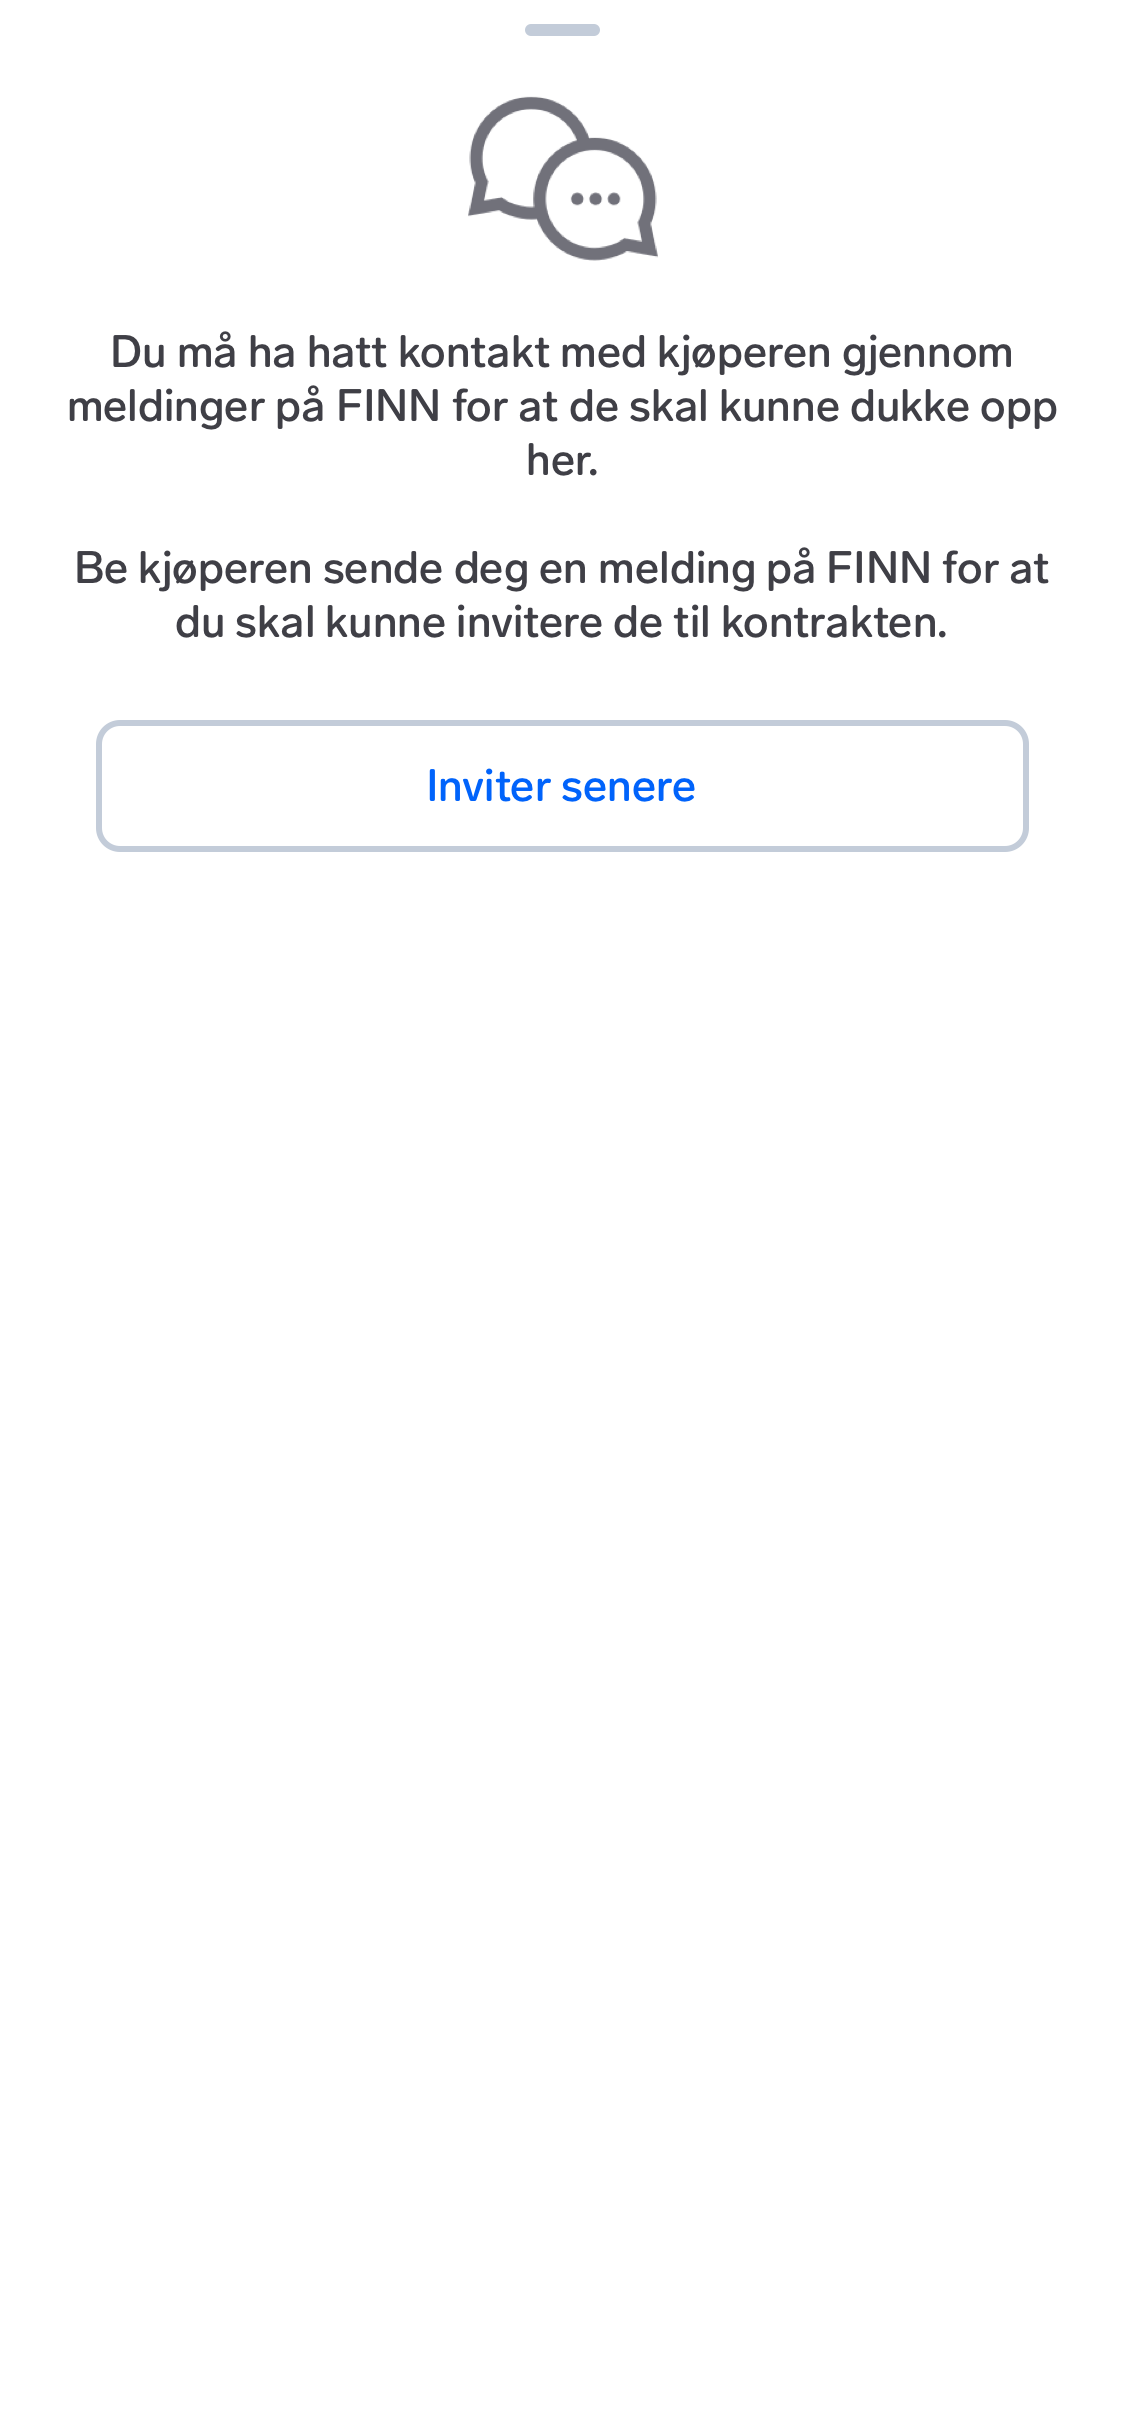 Du må ha hatt kontakt med kjøperen gjennom
meldinger på FINN for at de skal kunne dukke opp
her.
Be kjøperen sende deg en melding på FINN for at
du skal kunne invitere de til kontrakten.
Inviter senere